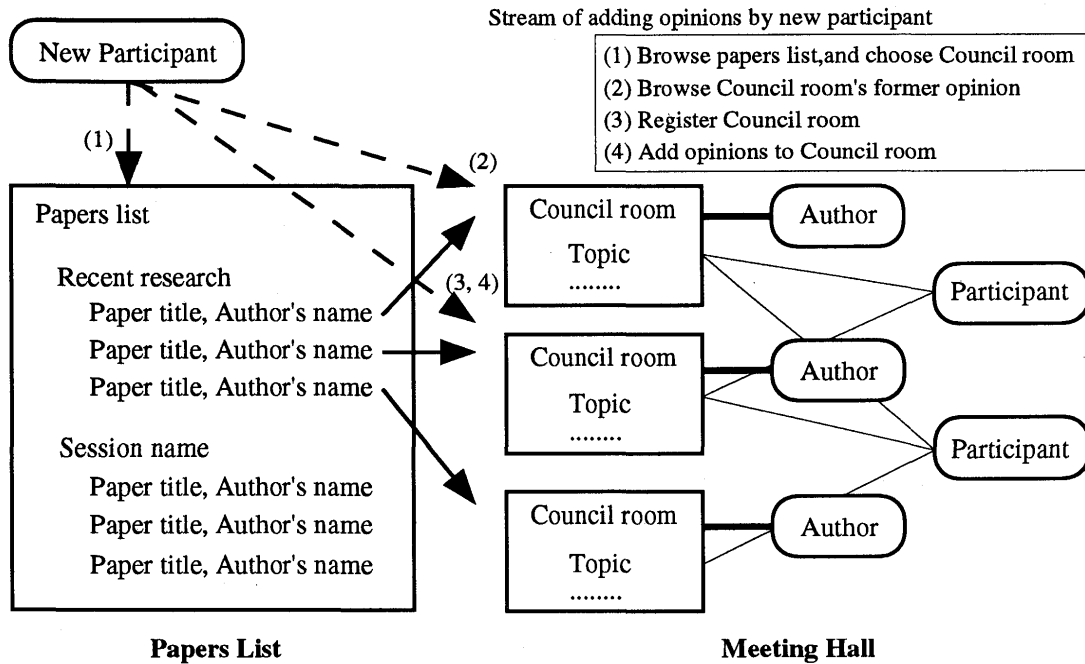 Stream of adding opinions by new participant
New Participant
(1) Browse papers list,and choose Council room
(2) Browse Council room's former opinion
(3) Register Council room
(4) Add opinions to Council room
(1)
(2)
(3, 4)
Papers list
Recent research
Paper title, Author's name
Paper title, Author's name
Paper title, Author's name
Session name
Paper title, Author's name
Paper title, Author's name
Paper title, Author's name
Council room
Topic
........
Author
Participant
Council room
Topic
........
Author
Participant
Council room
Topic
........
Author
Papers List
Meeting Hall